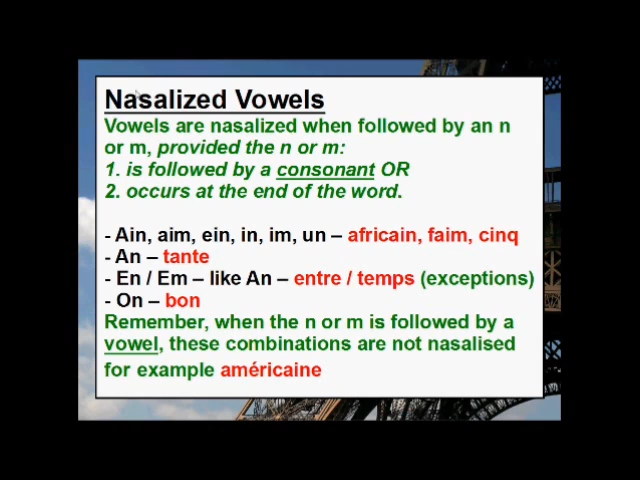 Nasalized Vowels
Vowels are nasalized when followed by an n
or m, provided the n or m:
1. is followed by a consonant OR
2. occurs at the end of the word.
- Ain, aim, ein, in, im, un – africain, faim, cinq
- An – tante
- En / Em – like An – entre / temps (exceptions)
- On – bon
Remember, when the n or m is followed by a
vowel, these combinations are not nasalised
for example américaine